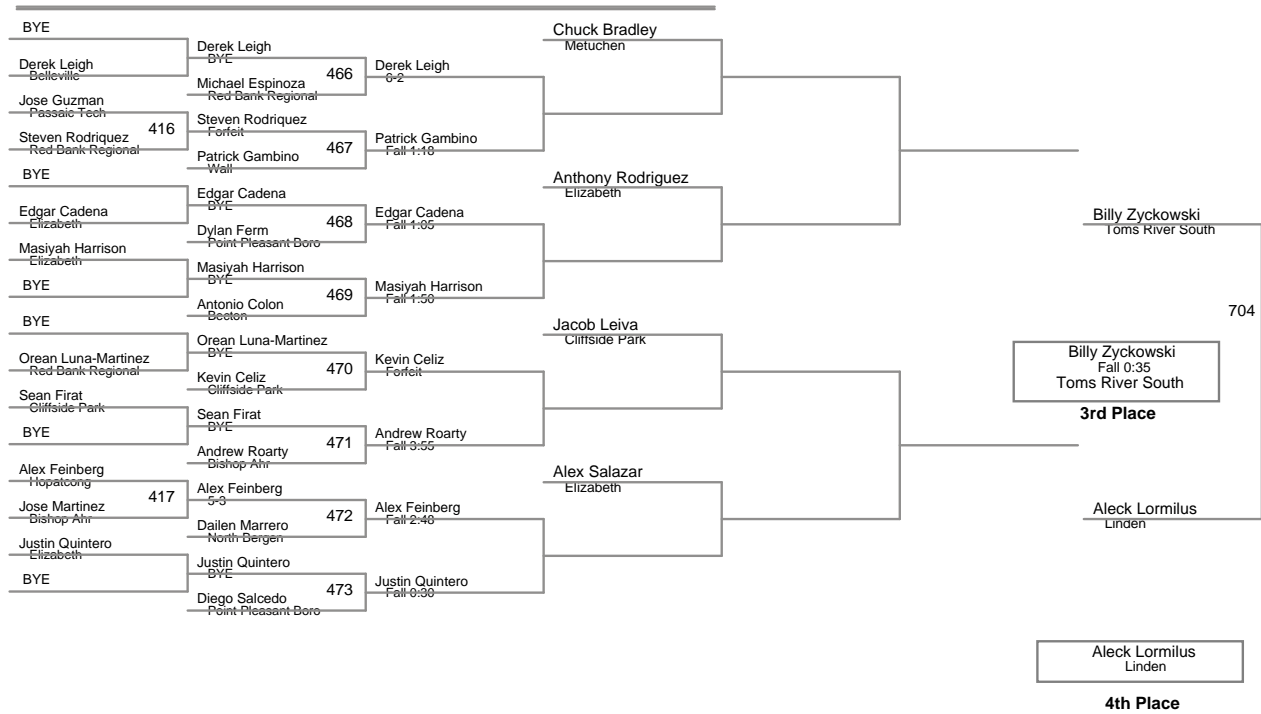 BYE
Derek Leigh
Belleville
Jose Guzman
Passaic Tech
416
Steven Rodriquez
Red Bank Regional
BYE
Edgar Cadena
Elizabeth
Masiyah Harrison
Elizabeth
BYE
BYE
Orean Luna-Martinez
Red Bank Regional
Sean Firat
Cliffside Park
BYE
Alex Feinberg
Hopatcong
417
Jose Martinez
Bishop Ahr
Justin Quintero
Elizabeth
BYE
Derek Leigh
BYE
466
Michael Espinoza
Red Bank Regional
Steven Rodriquez
Forfeit
467
Patrick Gambino
Wall
Edgar Cadena
BYE
468
Dylan Ferm
Point Pleasant Boro
Masiyah Harrison
BYE
469
Antonio Colon
Becton
Orean Luna-Martinez
BYE
470
Kevin Celiz
Cliffside Park
Sean Firat
BYE
471
Andrew Roarty
Bishop Ahr
Alex Feinberg
5-3
472
Dailen Marrero
North Bergen
Justin Quintero
BYE
473
Diego Salcedo
Point Pleasant Boro
Derek Leigh
6-2
Patrick Gambino
Fall 1:18
Edgar Cadena
Fall 1:05
Masiyah Harrison
Fall 1:50
Kevin Celiz
Forfeit
Andrew Roarty
Fall 3:55
Alex Feinberg
Fall 2:48
Justin Quintero
Fall 0:30
Chuck Bradley
Metuchen
Anthony Rodriguez
Elizabeth
Jacob Leiva
Cliffside Park
Alex Salazar
Elizabeth
Billy Zyckowski
Toms River South
704
Billy Zyckowski
Fall 0:35
Toms River South
3rd Place
Aleck Lormilus
Linden
Aleck Lormilus
Linden
4th Place